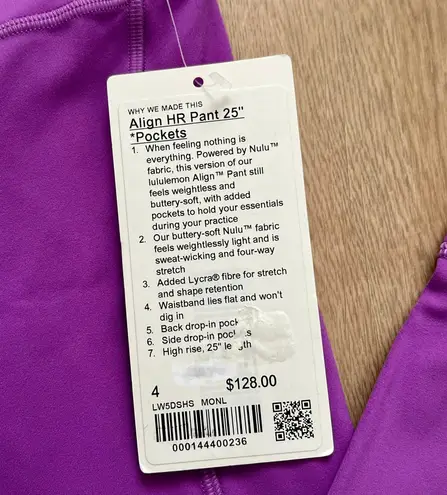 WHY WE MADE THIS
Align HR Pant 25"
*Pockets
1. When feeling nothing is
everything. Powered by Nulu™
fabric, this version of our
lululemon Align™ Pant still
feels weightless and
buttery-soft, with added
pockets to hold your essentials
during your practice
2. Our buttery-soft Nulu™ fabric
feels weightlessly light and is
sweat-wicking and four-way
stretch
3. Added Lycra® fibre for stretch
and shape retention
4. Waistband lies flat and won't
dig in
5. Back drop-in
6. Side drop-in
7. High rise, 25"
4 $128.00
LW5DSHS MONL
000144400236